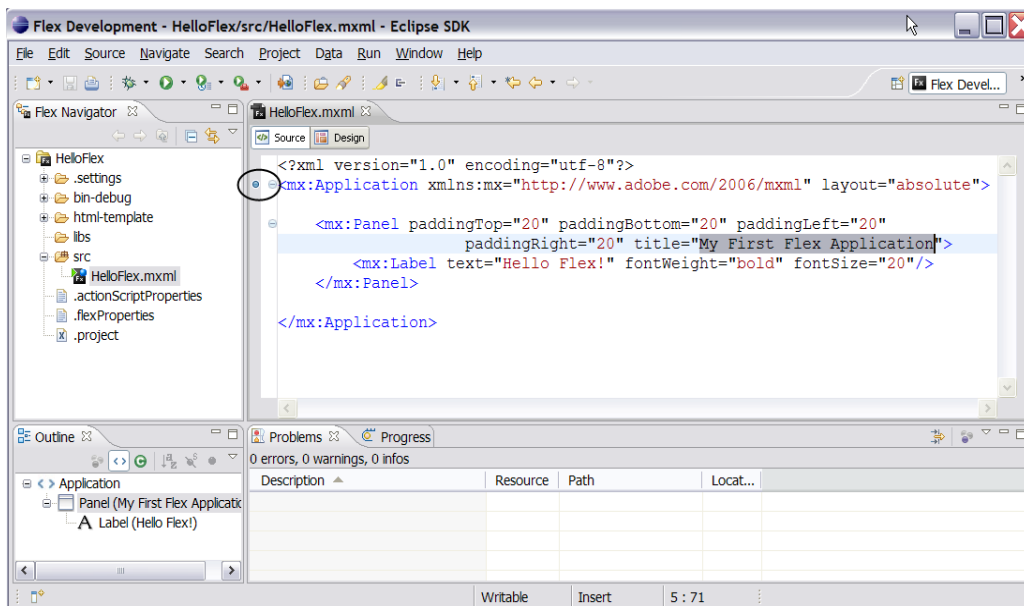 Flex Development - HelloFlex/src/HelloFlex.mxml - Eclipse SDK
File Edit Source Navigate Search Project Data Run Window Help
Flex Devel...
Flex Navigator
HelloFlex
.settings
bin-debug
html-template
libs
src
HelloFlex.mxml
.actionScriptProperties
.flexProperties
.project
HelloFlex.mxml
Source Design
<?xml version="1.0" encoding="utf-8"?>
<mx:Application xmlns:mx="http://www.adobe.com/2006/mxml" layout="absolute">
<mx:Panel paddingTop="20" paddingBottom="20" paddingLeft="20"
paddingRight="20" title="My First Flex Application">
<mx:Label text="Hello Flex!" fontWeight="bold" fontSize="20"/>
</mx:Panel>
</mx:Application>
Outline
Application
Panel (My First Flex Applicatic
A Label (Hello Flex!)
Problems Progress
0 errors, 0 warnings, 0 infos
Description Resource Path Locat...
Writable Insert 5 : 71